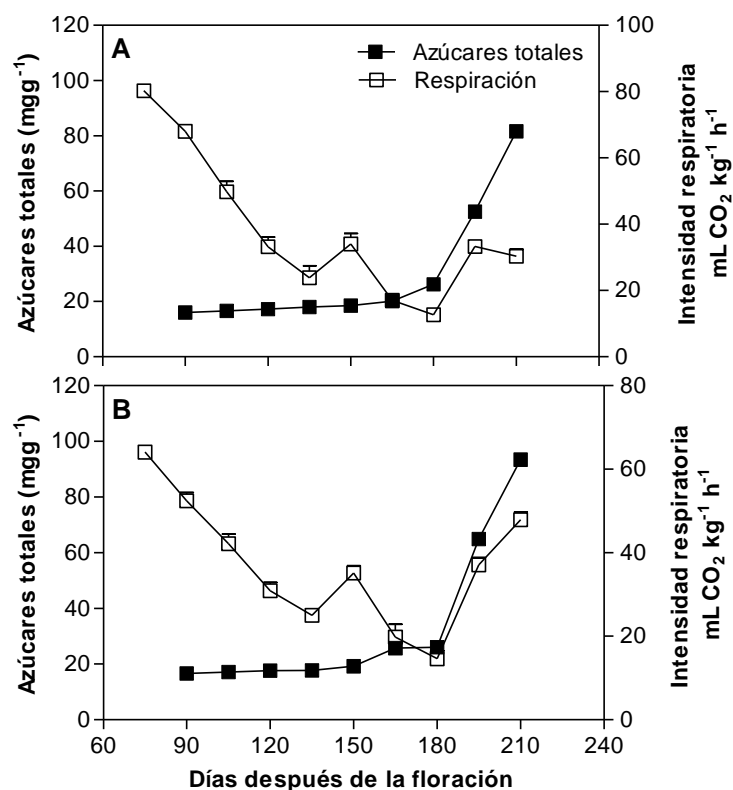 A
Azúcares totales
Respiración
120
100
80
60
40
20
0
Azúcares totales (mgg⁻¹)
100
80
60
40
20
0
Intensidad respiratoria
mL CO₂ kg⁻¹ h⁻¹
B
120
100
80
60
40
20
0
Azúcares totales (mgg⁻¹)
80
60
40
20
0
Intensidad respiratoria
mL CO₂ kg⁻¹ h⁻¹
60 90 120 150 180 210 240
Días después de la floración